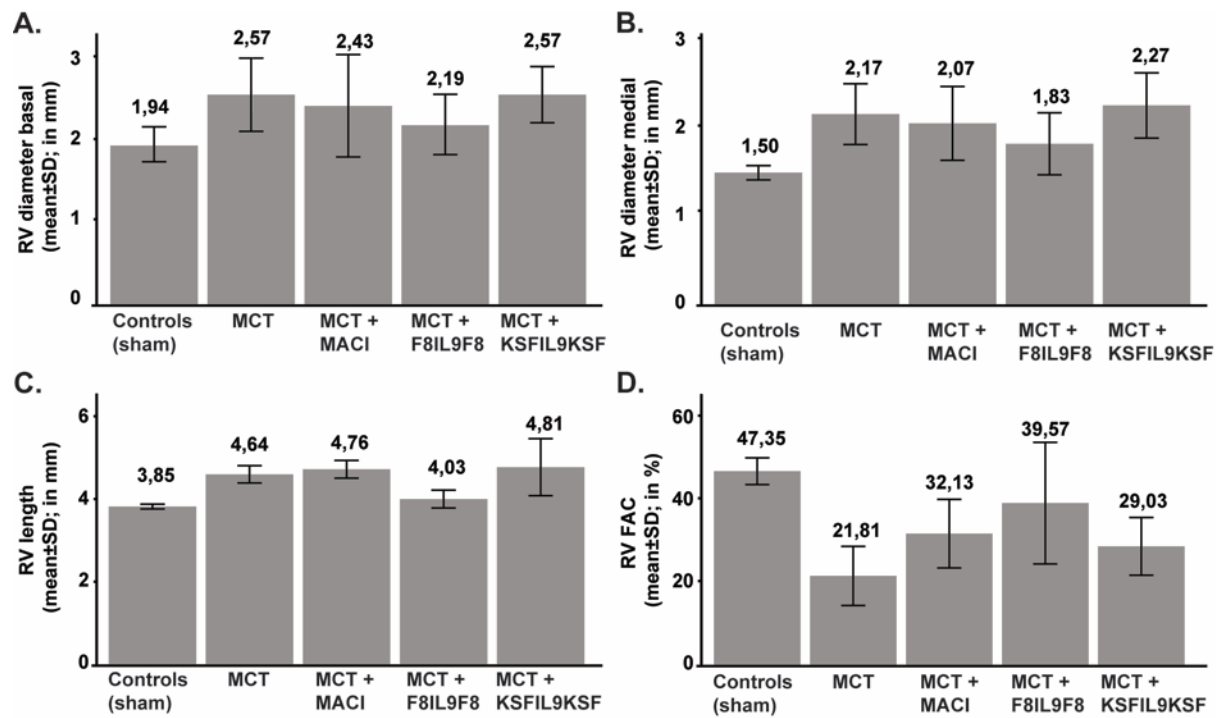 A.
RV diameter basal
(mean±SD; in mm)
3
2
1
0
1,94
2,57
2,43
2,19
2,57
Controls
(sham)
MCT
MCT +
MACI
MCT +
F8IL9F8
MCT +
KSFIL9KSF
B.
RV diameter medial
(mean±SD; in mm)
3
2
1
0
1,50
2,17
2,07
1,83
2,27
Controls
(sham)
MCT
MCT +
MACI
MCT +
F8IL9F8
MCT +
KSFIL9KSF
C.
RV length
(mean±SD; in mm)
6
4
2
0
3,85
4,64
4,76
4,03
4,81
Controls
(sham)
MCT
MCT +
MACI
MCT +
F8IL9F8
MCT +
KSFIL9KSF
D.
RV FAC
(mean±SD; in %)
60
40
20
0
47,35
21,81
32,13
39,57
29,03
Controls
(sham)
MCT
MCT +
MACI
MCT +
F8IL9F8
MCT +
KSFIL9KSF